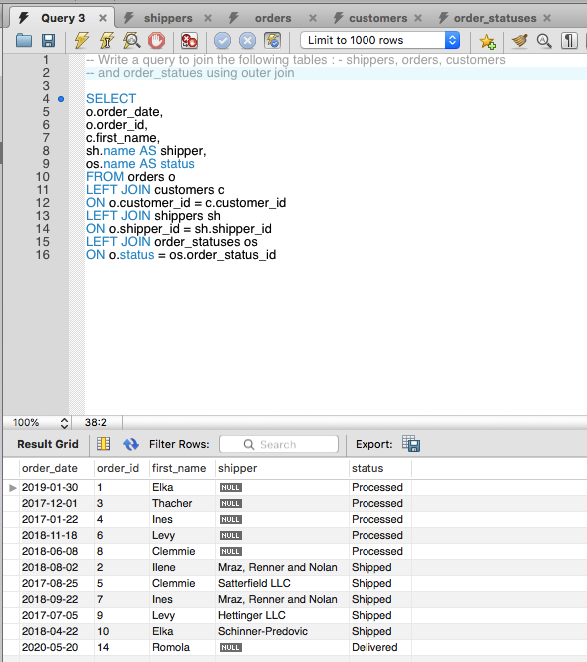 Query 3 shippers orders customers order_statuses
Limit to 1000 rows
1 -- Write a query to join the following tables : - shippers, orders, customers
2 -- and order_statues using outer join
3
4 SELECT
5 o.order_date,
6 o.order_id,
7 c.first_name,
8 sh.name AS shipper,
9 os.name AS status
10 FROM orders o
11 LEFT JOIN customers c
12 ON o.customer_id = c.customer_id
13 LEFT JOIN shippers sh
14 ON o.shipper_id = sh.shipper_id
15 LEFT JOIN order_statuses os
16 ON o.status = os.order_status_id
100% 38:2
Result Grid Filter Rows: Search Export:
order_date order_id first_name shipper status
2019-01-30 1 Elka NULL Processed
2017-12-01 3 Thacher NULL Processed
2017-01-22 4 Ines NULL Processed
2018-11-18 6 Levy NULL Processed
2018-06-08 8 Clemmie NULL Processed
2018-08-02 2 Ilene Mraz, Renner and Nolan Shipped
2017-08-25 5 Clemmie Satterfield LLC Shipped
2018-09-22 7 Ines Mraz, Renner and Nolan Shipped
2017-07-05 9 Levy Hettinger LLC Shipped
2018-04-22 10 Elka Schinner-Predovic Shipped
2020-05-20 14 Romola NULL Delivered